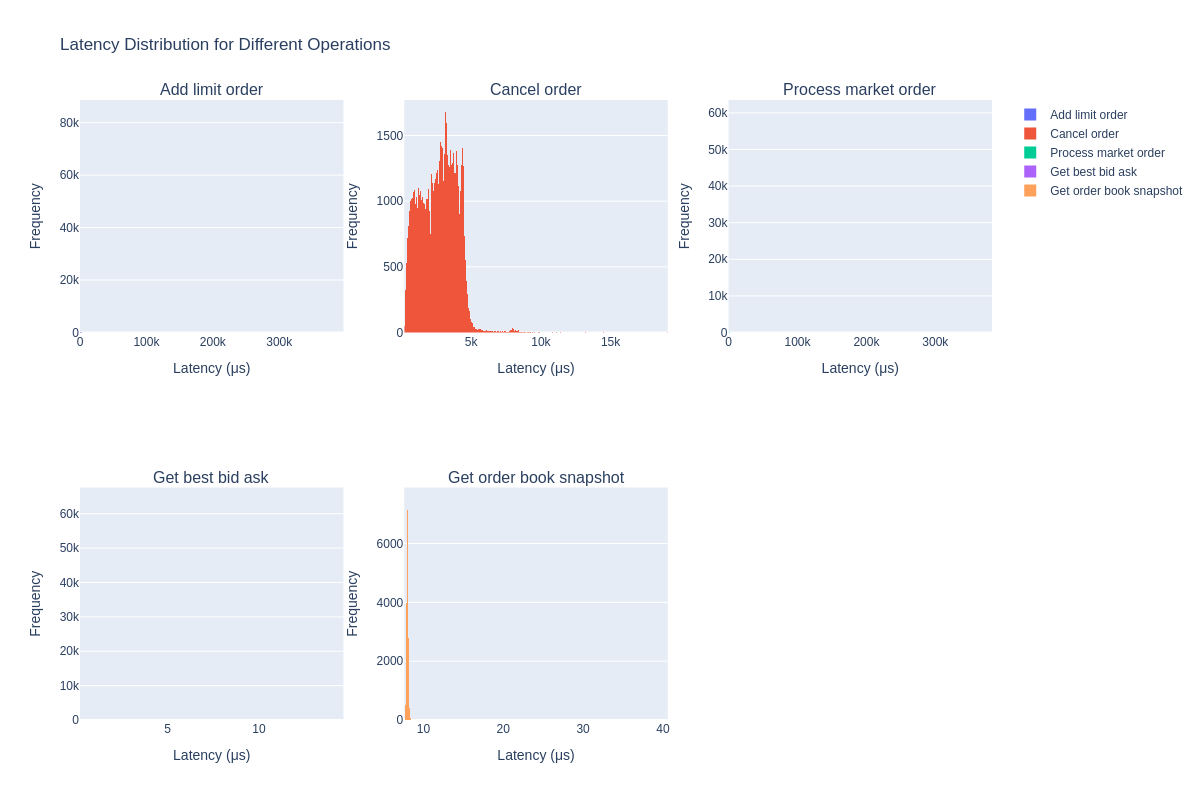 Latency Distribution for Different Operations
Add limit order
Cancel order
Process market order
80k
60k
40k
20k
0
Frequency
0 100k 200k 300k
Latency (μs)
1500
1000
500
0
Frequency
5k 10k 15k
Latency (μs)
60k
50k
40k
30k
20k
10k
0
Frequency
0 100k 200k 300k
Latency (μs)
Add limit order
Cancel order
Process market order
Get best bid ask
Get order book snapshot
Get best bid ask
Get order book snapshot
60k
50k
40k
30k
20k
10k
0
Frequency
5 10
Latency (μs)
6000
4000
2000
0
Frequency
10 20 30 40
Latency (μs)